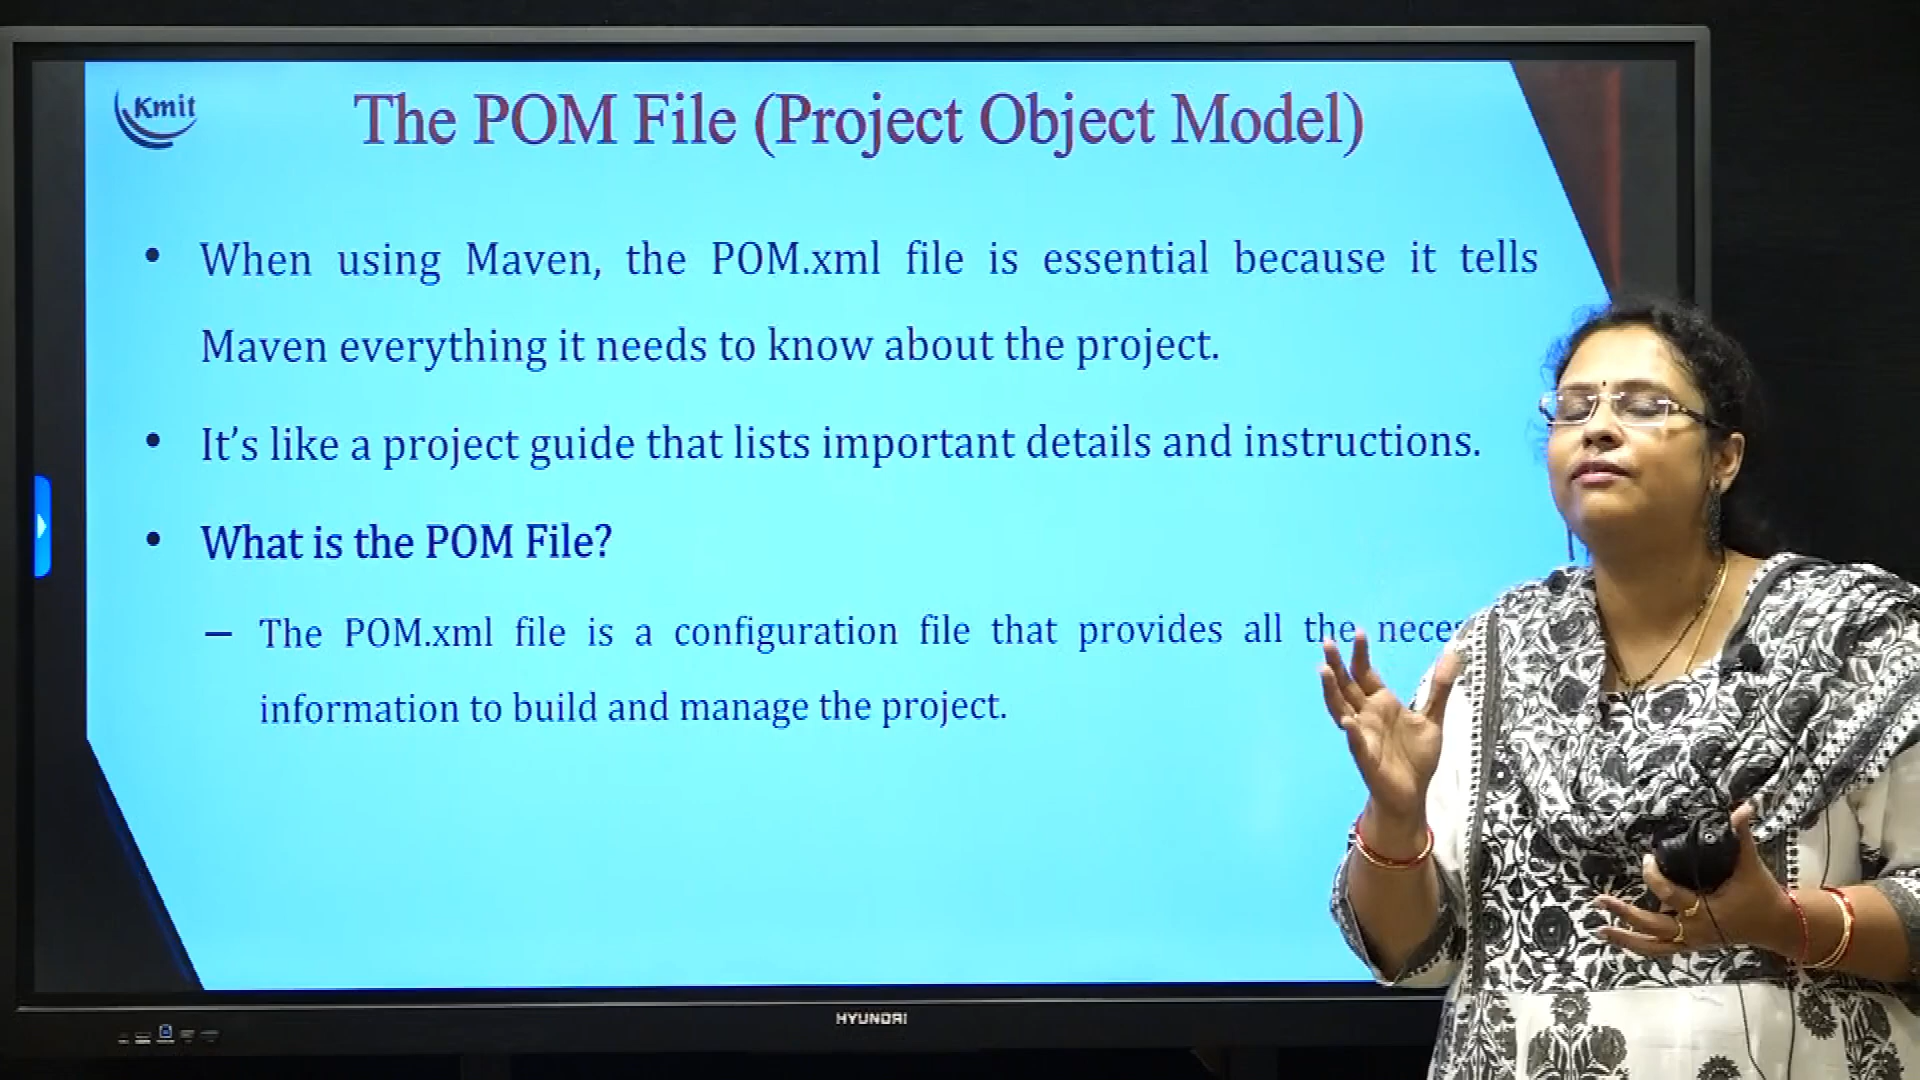 Kmit
The POM File (Project Object Model)
• When using Maven, the POM.xml file is essential because it tells
Maven everything it needs to know about the project.
• It’s like a project guide that lists important details and instructions.
• What is the POM File?
– The POM.xml file is a configuration file that provides all the
information to build and manage the project.
HYUNDAI